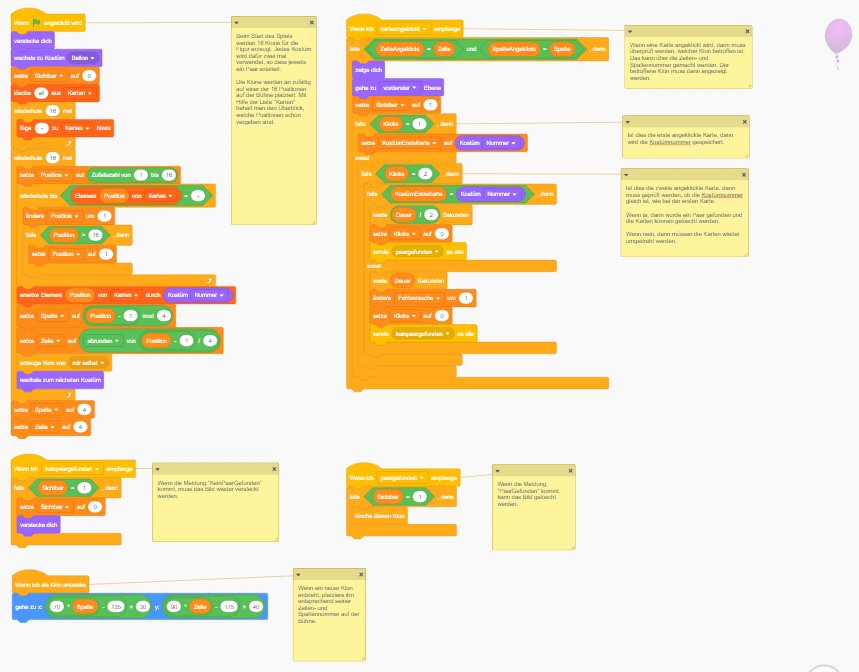 Wenn angeklickt wird
verstecke dich
wechsle zu Kostüm Ballon
setze Sichtbar auf 0
lösche all aus Karten
wiederhole 16 mal
füge - zu Karten hinzu
wiederhole 16 mal
setze Position auf Zufallszahl von 1 bis 16
wiederhole bis Element Position von Karten = -
ändere Position um 1
falls Position > 16 , dann
setze Position auf 1
ersetze Element Position von Karten durch Kostüm Nummer
setze Spalte auf Position - 1 mod 4
setze Zeile auf abrunden von Position - 1 / 4
erzeuge Klon von mir selbst
wechsle zum nächsten Kostüm
setze Spalte auf 4
setze Zeile auf 4
Beim Start des Spiels
werden 16 Klone für die
Figur erzeugt. Jedes Kostüm
wird dafür zwei mal
verwendet, so dass jeweils
ein Paar existiert.
Die Klone werden an zufällig
auf einer der 16 Positionen
auf der Bühne platziert. Mit
Hilfe der Liste "Karten"
behält man den Überblick,
welche Positionen schon
vergeben sind.
Wenn ich karteangeklickt empfange
falls ZeileAngeklickt = Zeile und SpalteAngeklickt = Spalte , dann
zeige dich
gehe zu vorderster Ebene
setze Sichtbar auf 1
falls Klicks = 1 , dann
setze KostümErsteKarte auf Kostüm Nummer
sonst
falls Klicks = 2 , dann
falls KostümErsteKarte = Kostüm Nummer , dann
warte Dauer / 2 Sekunden
setze Klicks auf 0
sende paargefunden an alle
sonst
warte Dauer Sekunden
ändere Fehlversuche um 1
setze Klicks auf 0
sende keinpaargefunden an alle
Wenn eine Karte angeklickt wird, dann muss
überprüft werden, welcher Klon betroffen ist.
Das kann über die Zeilen- und
Spaltennummer gemacht werden. Der
betroffene Klon muss dann angezeigt
werden.
Ist dies die erste angeklickte Karte, dann
wird die Kostümnummer gespeichert.
Ist dies die zweite angeklickte Karte, dann
muss geprüft werden, ob die Kostümnummer
gleich ist, wie bei der ersten Karte.
Wenn ja, dann wurde ein Paar gefunden und
die Karten können gelöscht werden.
Wenn nein, dann müssen die Karten wieder
umgedreht werden.
Wenn ich keinpaargefunden empfange
falls Sichtbar = 1 , dann
setze Sichtbar auf 0
verstecke dich
Wenn die Meldung "KeinPaarGefunden"
kommt, muss das Bild wieder versteckt
werden.
Wenn ich paargefunden empfange
falls Sichtbar = 1 , dann
lösche diesen Klon
Wenn die Meldung
"PaarGefunden" kommt,
kann das Bild gelöscht
werden.
Wenn ich als Klon entstehe
gehe zu x: 70 * Spalte - 135 + 30 y: 90 * Zeile - 175 + 40
Wenn ein neuer Klon
entsteht, platziere ihn
entsprechend seiner
Zeilen- und
Spaltennummer auf der
Bühne.